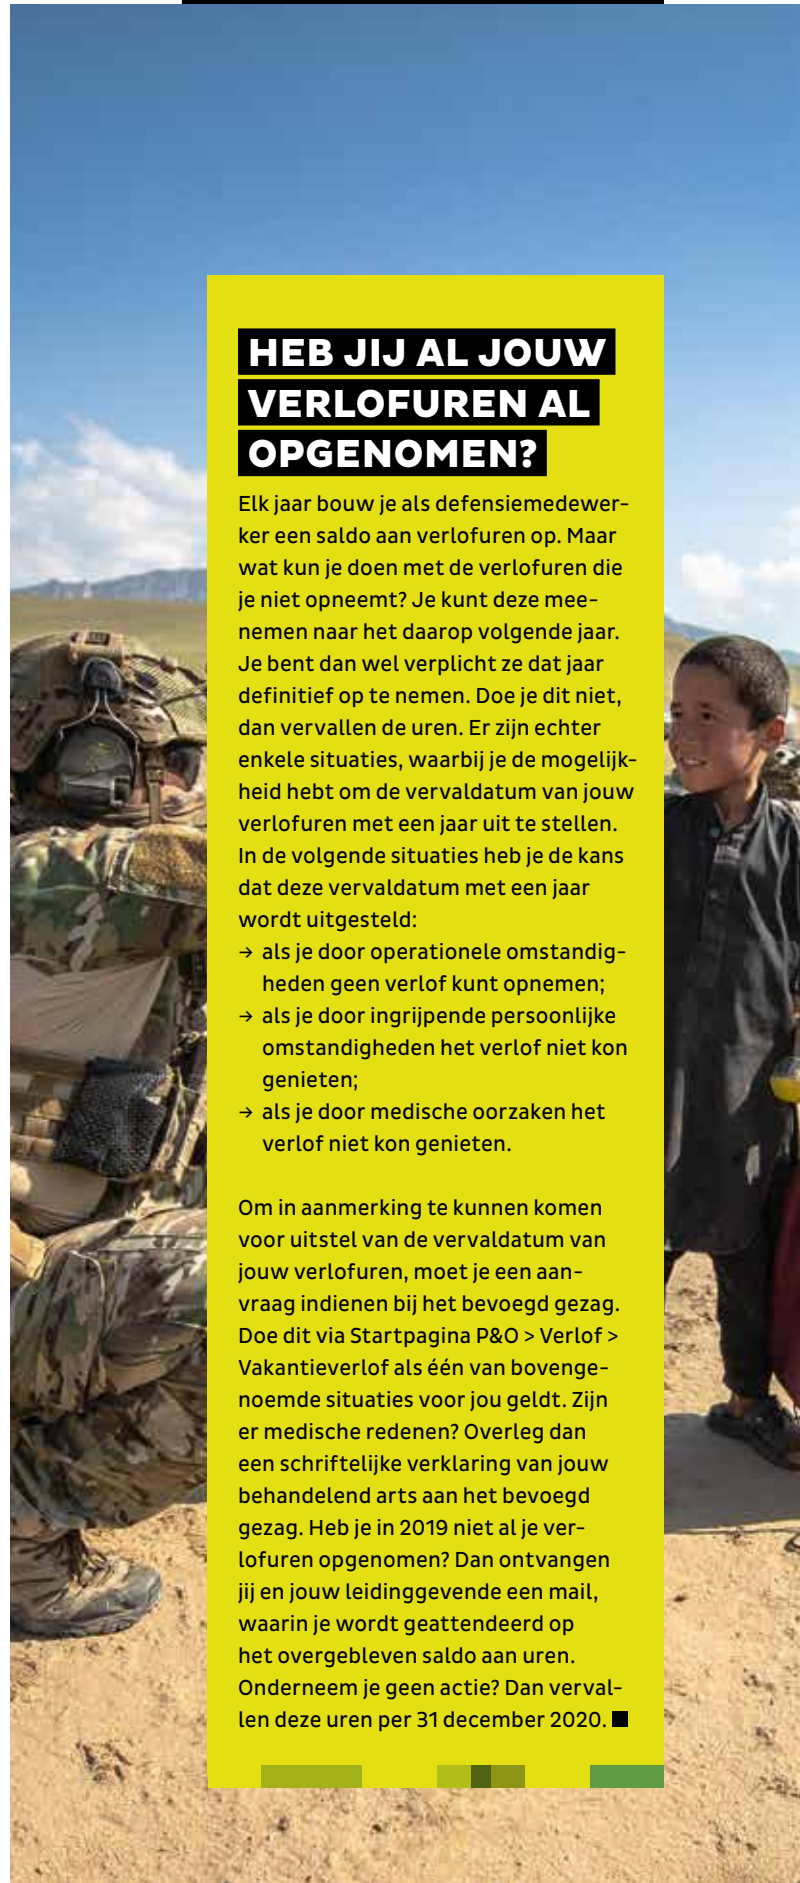 HEB JIJ AL JOUW
VERLOFUREN AL
OPGENOMEN?
Elk jaar bouw je als defensiemedewer-
ker een saldo aan verlofuren op. Maar
wat kun je doen met de verlofuren die
je niet opneemt? Je kunt deze mee-
nemen naar het daarop volgende jaar.
Je bent dan wel verplicht ze dat jaar
definitief op te nemen. Doe je dit niet,
dan vervallen de uren. Er zijn echter
enkele situaties, waarbij je de mogelijk-
heid hebt om de vervaldatum van jouw
verlofuren met een jaar uit te stellen.
In de volgende situaties heb je de kans
dat deze vervaldatum met een jaar
wordt uitgesteld:
→ als je door operationele omstandig-
heden geen verlof kunt opnemen;
→ als je door ingrijpende persoonlijke
omstandigheden het verlof niet kon
genieten;
→ als je door medische oorzaken het
verlof niet kon genieten.
Om in aanmerking te kunnen komen
voor uitstel van de vervaldatum van
jouw verlofuren, moet je een aan-
vraag indienen bij het bevoegd gezag.
Doe dit via Startpagina P&O > Verlof >
Vakantieverlof als één van bovenge-
noemde situaties voor jou geldt. Zijn
er medische redenen? Overleg dan
een schriftelijke verklaring van jouw
behandelend arts aan het bevoegd
gezag. Heb je in 2019 niet al je ver-
lofuren opgenomen? Dan ontvangen
jij en jouw leidinggevende een mail,
waarin je wordt geattendeerd op
het overgebleven saldo aan uren.
Onderneem je geen actie? Dan verval-
len deze uren per 31 december 2020. ■